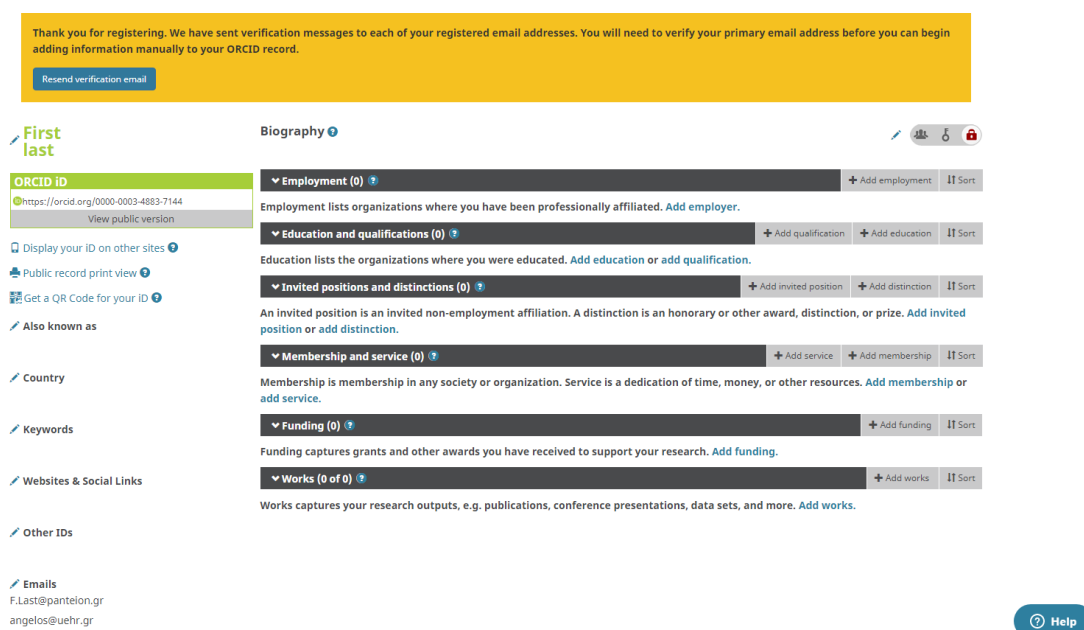 Thank you for registering. We have sent verification messages to each of your registered email addresses. You will need to verify your primary email address before you can begin
adding information manually to your ORCID record.
Resend verification email
First
last
ORCID iD
https://orcid.org/0000-0003-4883-7144
View public version
Display your iD on other sites
Public record print view
Get a QR Code for your iD
Also known as
Country
Keywords
Websites & Social Links
Other IDs
Emails
F.Last@panteion.gr
angelos@uehr.gr
Biography
Employment (0)
Add employment
Sort
Employment lists organizations where you have been professionally affiliated. Add employer.
Education and qualifications (0)
Add qualification
Add education
Sort
Education lists the organizations where you were educated. Add education or add qualification.
Invited positions and distinctions (0)
Add invited position
Add distinction
Sort
An invited position is an invited non-employment affiliation. A distinction is an honorary or other award, distinction, or prize. Add invited
position or add distinction.
Membership and service (0)
Add service
Add membership
Sort
Membership is membership in any society or organization. Service is a dedication of time, money, or other resources. Add membership or
add service.
Funding (0)
Add funding
Sort
Funding captures grants and other awards you have received to support your research. Add funding.
Works (0 of 0)
Add works
Sort
Works captures your research outputs, e.g. publications, conference presentations, data sets, and more. Add works.
Help